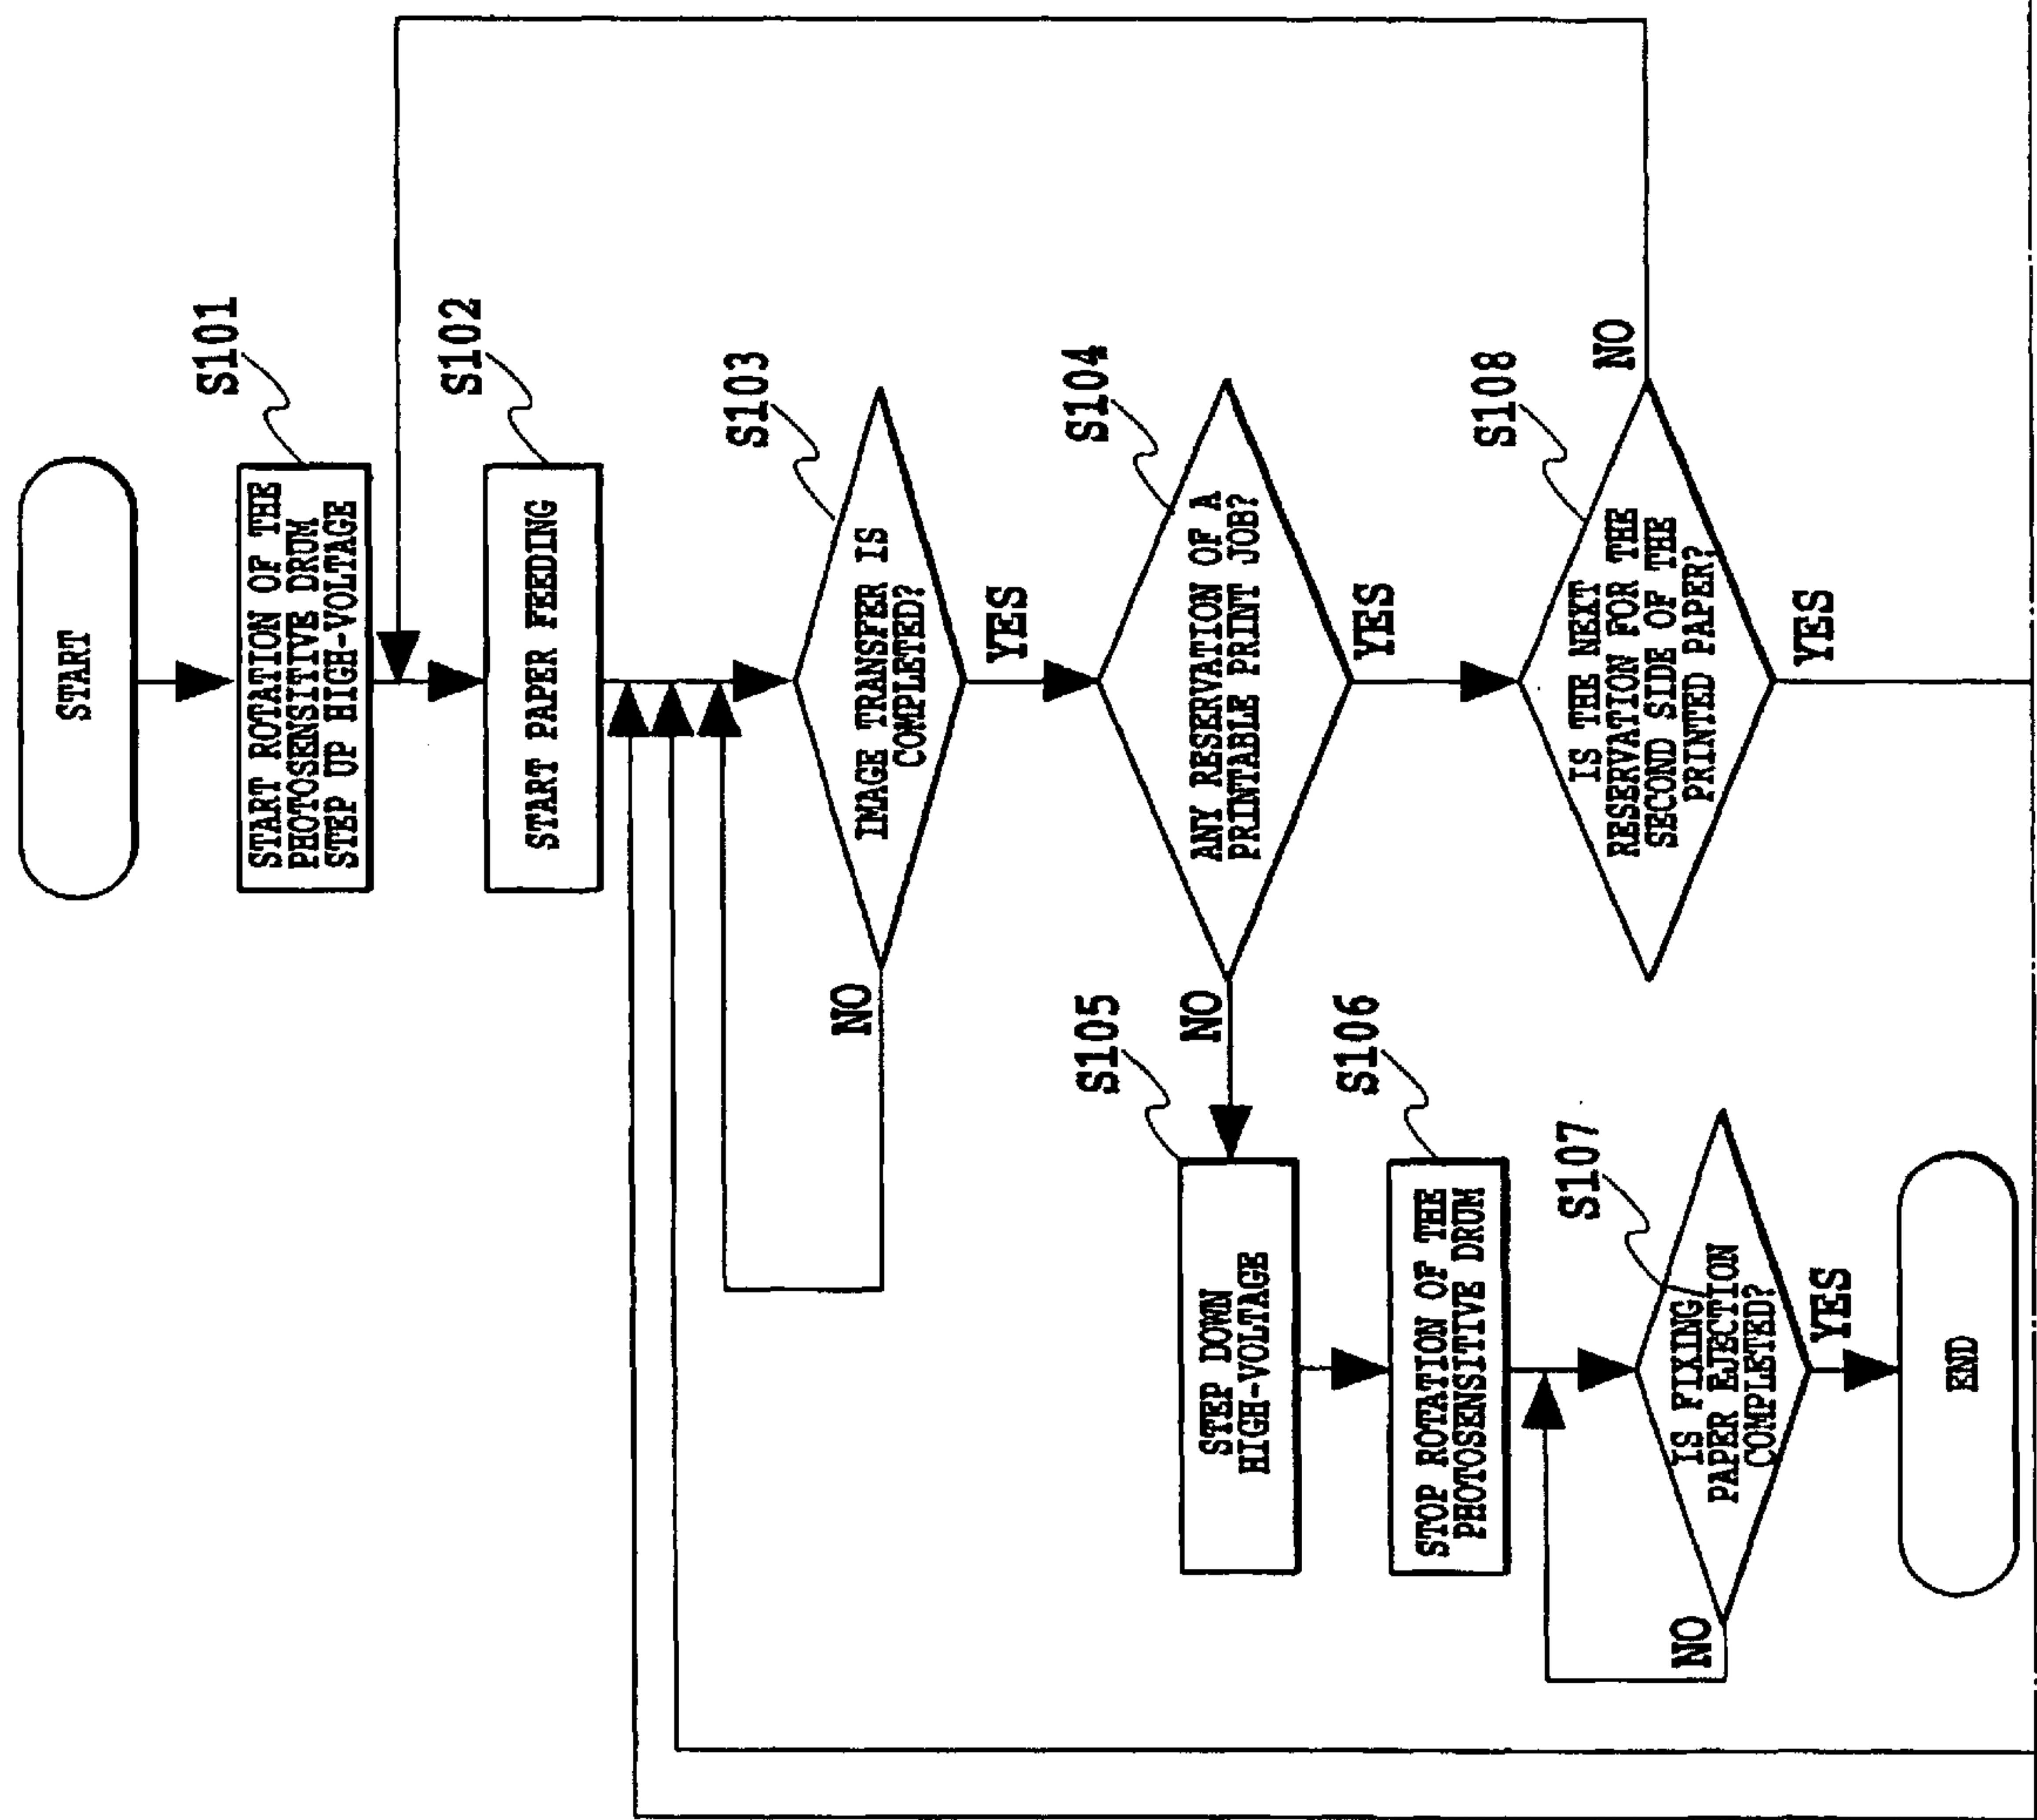 START
S101
START ROTATION OF THE
PHOTOSENSITIVE DRUM
STEP UP HIGH-VOLTAGE
S102
START PAPER FEEDING
S103
IMAGE TRANSFER IS
COMPLETED?
NO
YES
S104
ANY RESERVATION OF A
PRINTABLE PRINT JOB?
NO
YES
S105
STEP DOWN
HIGH-VOLTAGE
S106
STOP ROTATION OF THE
PHOTOSENSITIVE DRUM
S107
IS FIXING
PAPER EJECTION
COMPLETED?
NO
YES
END
S108
IS THE NEXT
RESERVATION FOR THE
SECOND SIDE OF THE
PRINTED PAPER?
NO
YES